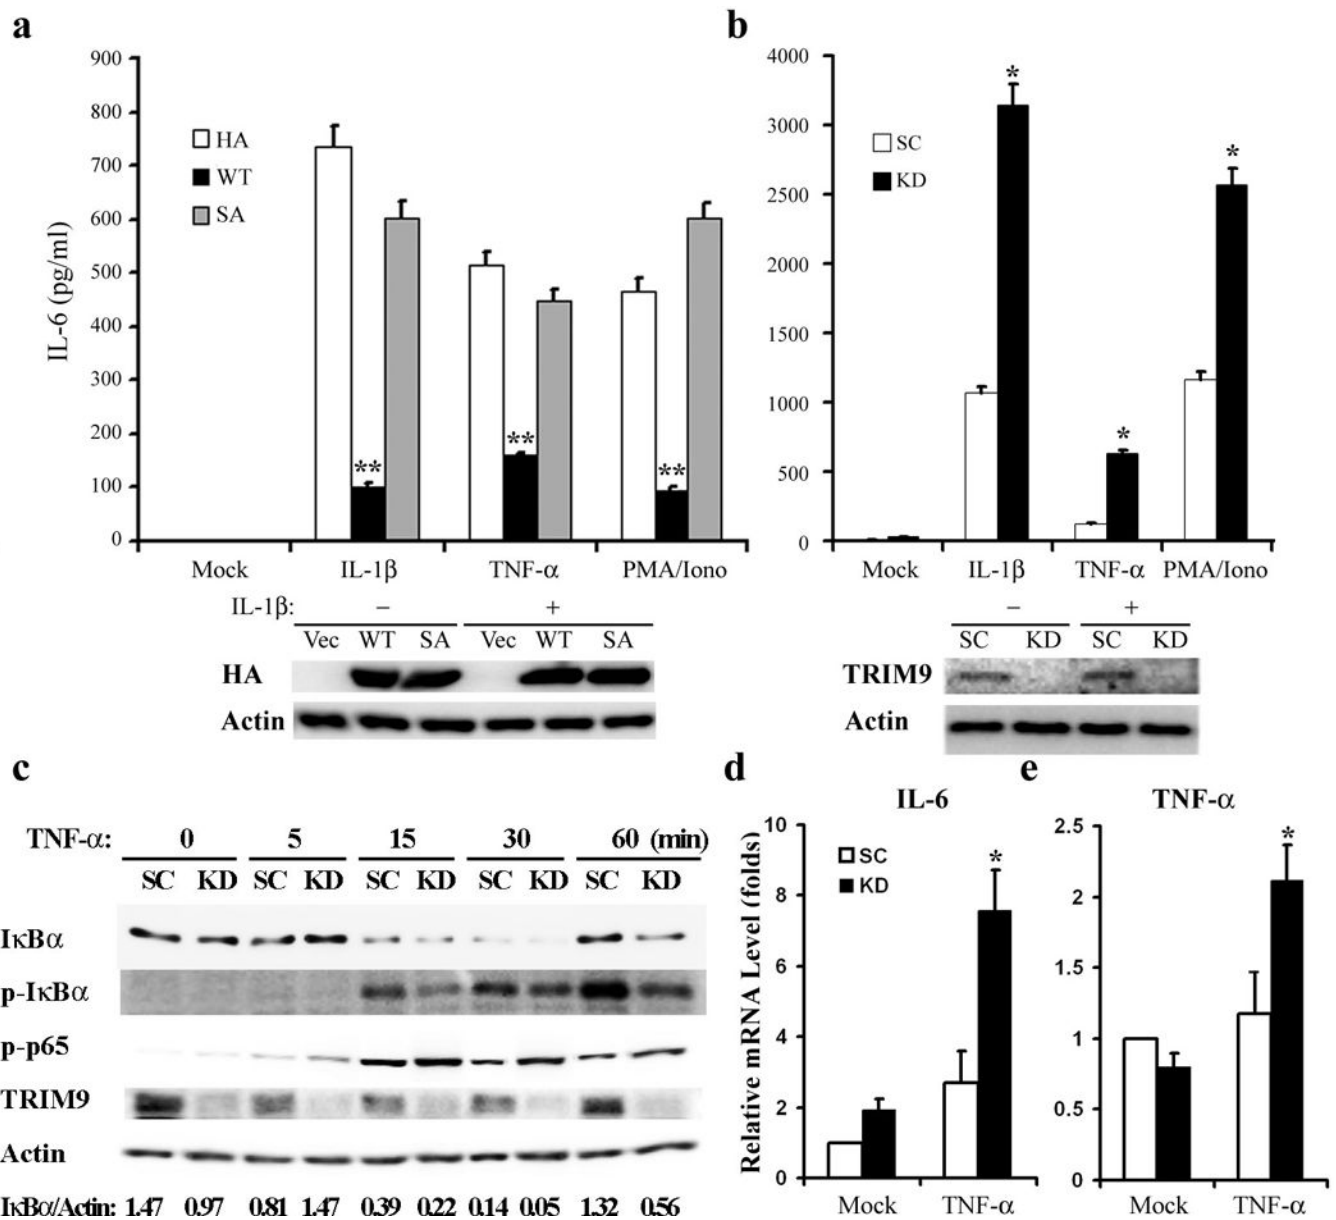 a
b
900
800
700
600
500
400
300
200
100
0
IL-6 (pg/ml)
HA
WT
SA
**
**
**
Mock
IL-1β
TNF-α
PMA/Iono
4000
3000
2500
2000
1500
1000
500
0
SC
KD
*
*
*
Mock
IL-1β
TNF-α
PMA/Iono
IL-1β: − +
Vec WT SA Vec WT SA
HA
Actin
− +
SC KD SC KD
TRIM9
Actin
c
TNF-α: 0 5 15 30 60 (min)
SC KD SC KD SC KD SC KD SC KD
IκBα
p-IκBα
p-p65
TRIM9
Actin
IκBα/Actin: 1.47 0.97 0.81 1.47 0.39 0.22 0.14 0.05 1.32 0.56
d
IL-6
Relative mRNA Level (folds)
10
8
6
4
2
0
SC
KD
*
Mock
TNF-α
e
TNF-α
2.5
2
1.5
1
0.5
0
*
Mock
TNF-α